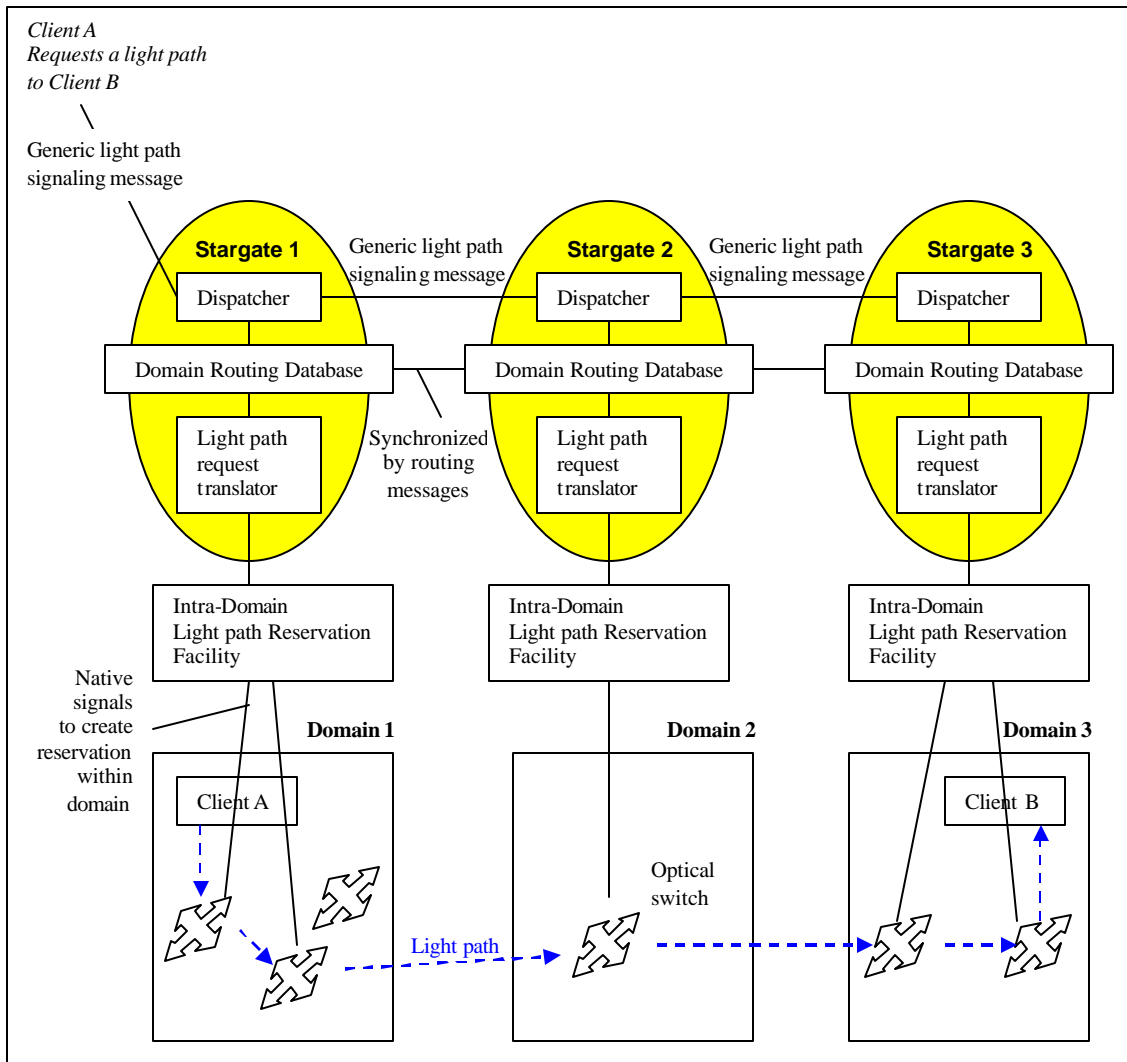 Client A
Requests a light path
to Client B
Generic light path
signaling message
Stargate 1
Generic light path
signaling message
Stargate 2
Generic light path
signaling message
Stargate 3
Dispatcher
Dispatcher
Dispatcher
Domain Routing Database
Domain Routing Database
Domain Routing Database
Light path
request
translator
Synchronized
by routing
messages
Light path
request
translator
Light path
request
translator
Intra-Domain
Light path Reservation
Facility
Intra-Domain
Light path Reservation
Facility
Intra-Domain
Light path Reservation
Facility
Native
signals
to create
reservation
within
domain
Domain 1
Domain 2
Domain 3
Client A
Client B
Optical
switch
Light path